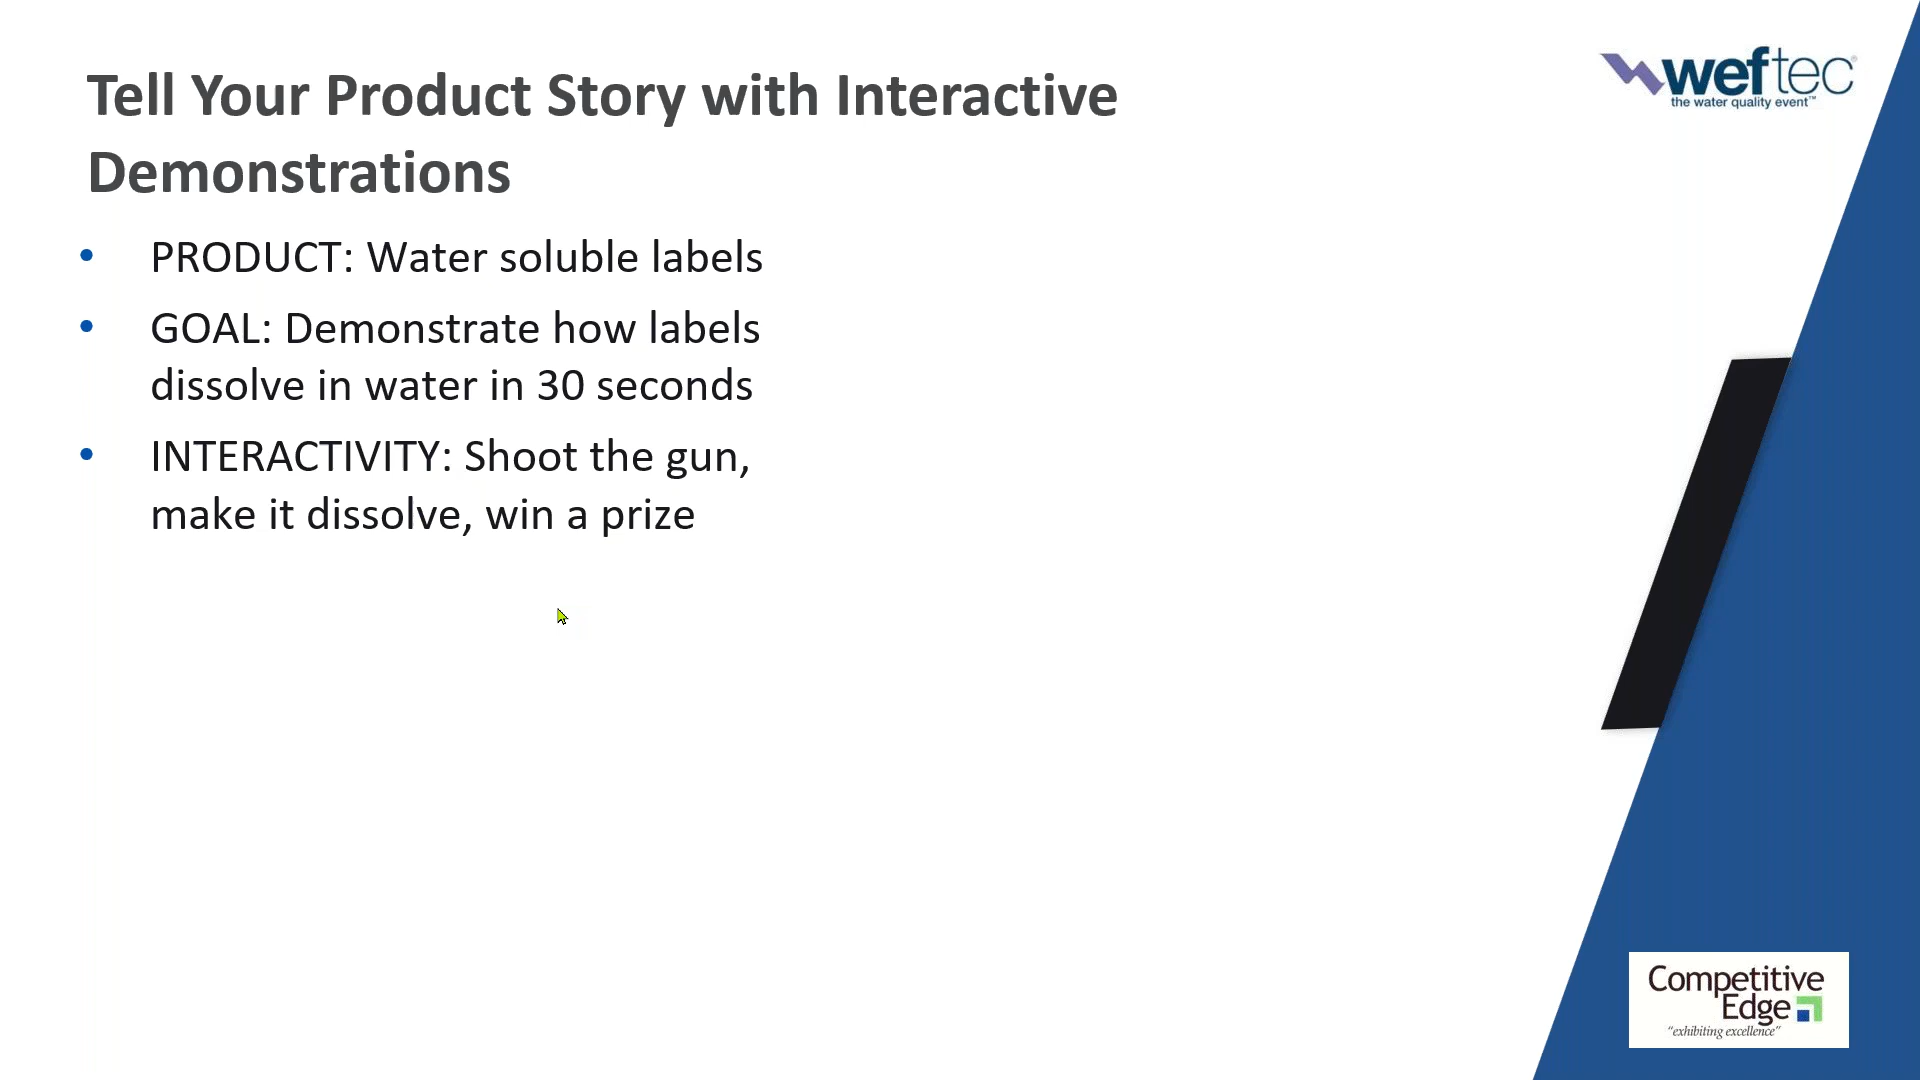 Tell Your Product Story with Interactive
Demonstrations
weftec®
the water quality event™
• PRODUCT: Water soluble labels
• GOAL: Demonstrate how labels
dissolve in water in 30 seconds
• INTERACTIVITY: Shoot the gun,
make it dissolve, win a prize
Competitive
Edge
"exhibiting excellence"